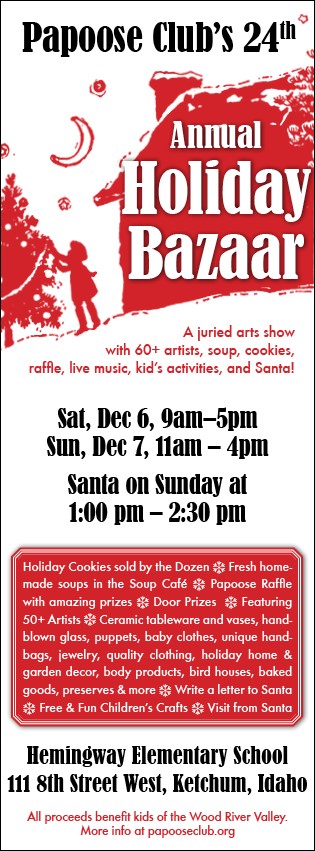 Papoose Club's 24th
Annual
Holiday
Bazaar
A juried arts show
with 60+ artists, soup, cookies,
raffle, live music, kid's activities, and Santa!
Sat, Dec 6, 9am–5pm
Sun, Dec 7, 11am – 4pm
Santa on Sunday at
1:00 pm – 2:30 pm
Holiday Cookies sold by the Dozen ❄ Fresh home-
made soups in the Soup Café ❄ Papoose Raffle
with amazing prizes ❄ Door Prizes ❄ Featuring
50+ Artists ❄ Ceramic tableware and vases, hand-
blown glass, puppets, baby clothes, unique hand-
bags, jewelry, quality clothing, holiday home &
garden decor, body products, bird houses, baked
goods, preserves & more ❄ Write a letter to Santa
❄ Free & Fun Children's Crafts ❄ Visit from Santa
Hemingway Elementary School
111 8th Street West, Ketchum, Idaho
All proceeds benefit kids of the Wood River Valley.
More info at papooseclub.org